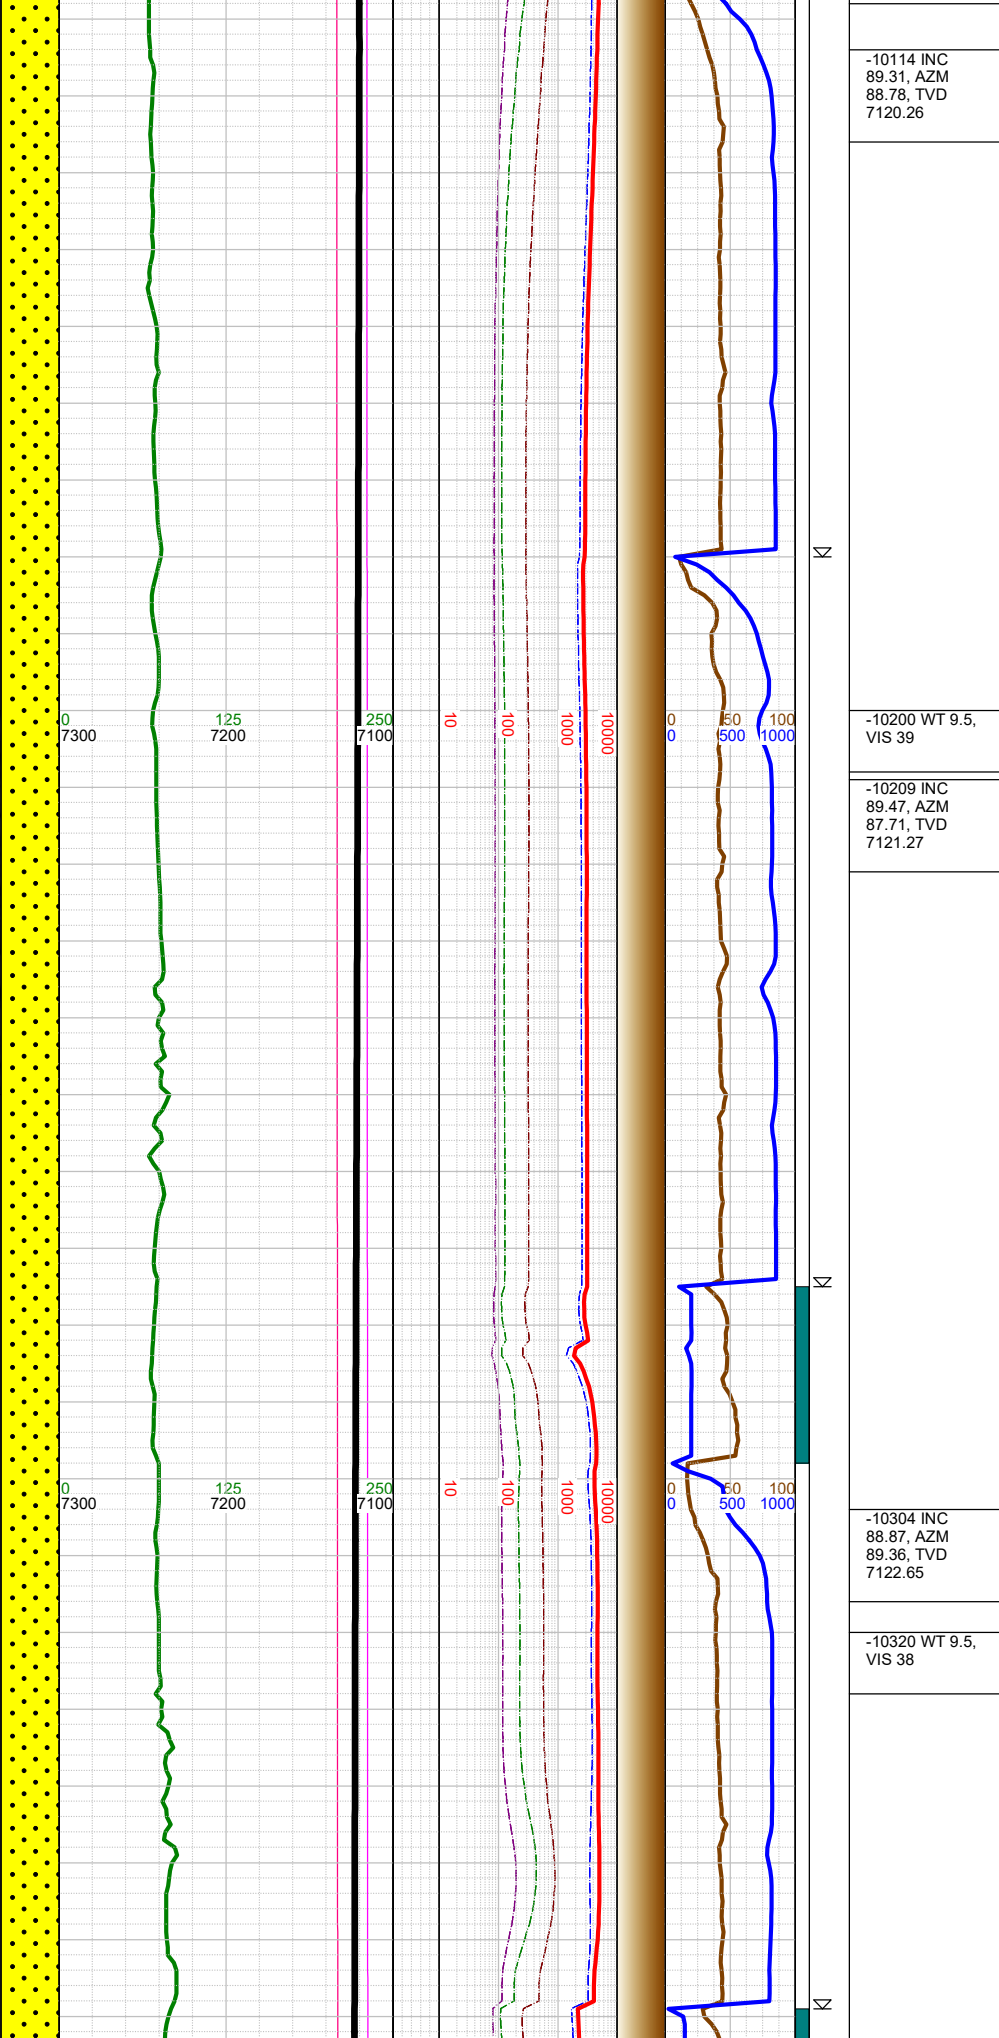 -10114 INC
89.31, AZM
88.78, TVD
7120.26
0 125 250 10 100 1000 10000 0 50 100
7300 7200 7100 0 500 1000
-10200 WT 9.5,
VIS 39
-10209 INC
89.47, AZM
87.71, TVD
7121.27
0 125 250 10 100 1000 10000 0 50 100
7300 7200 7100 0 500 1000
-10304 INC
88.87, AZM
89.36, TVD
7122.65
-10320 WT 9.5,
VIS 38